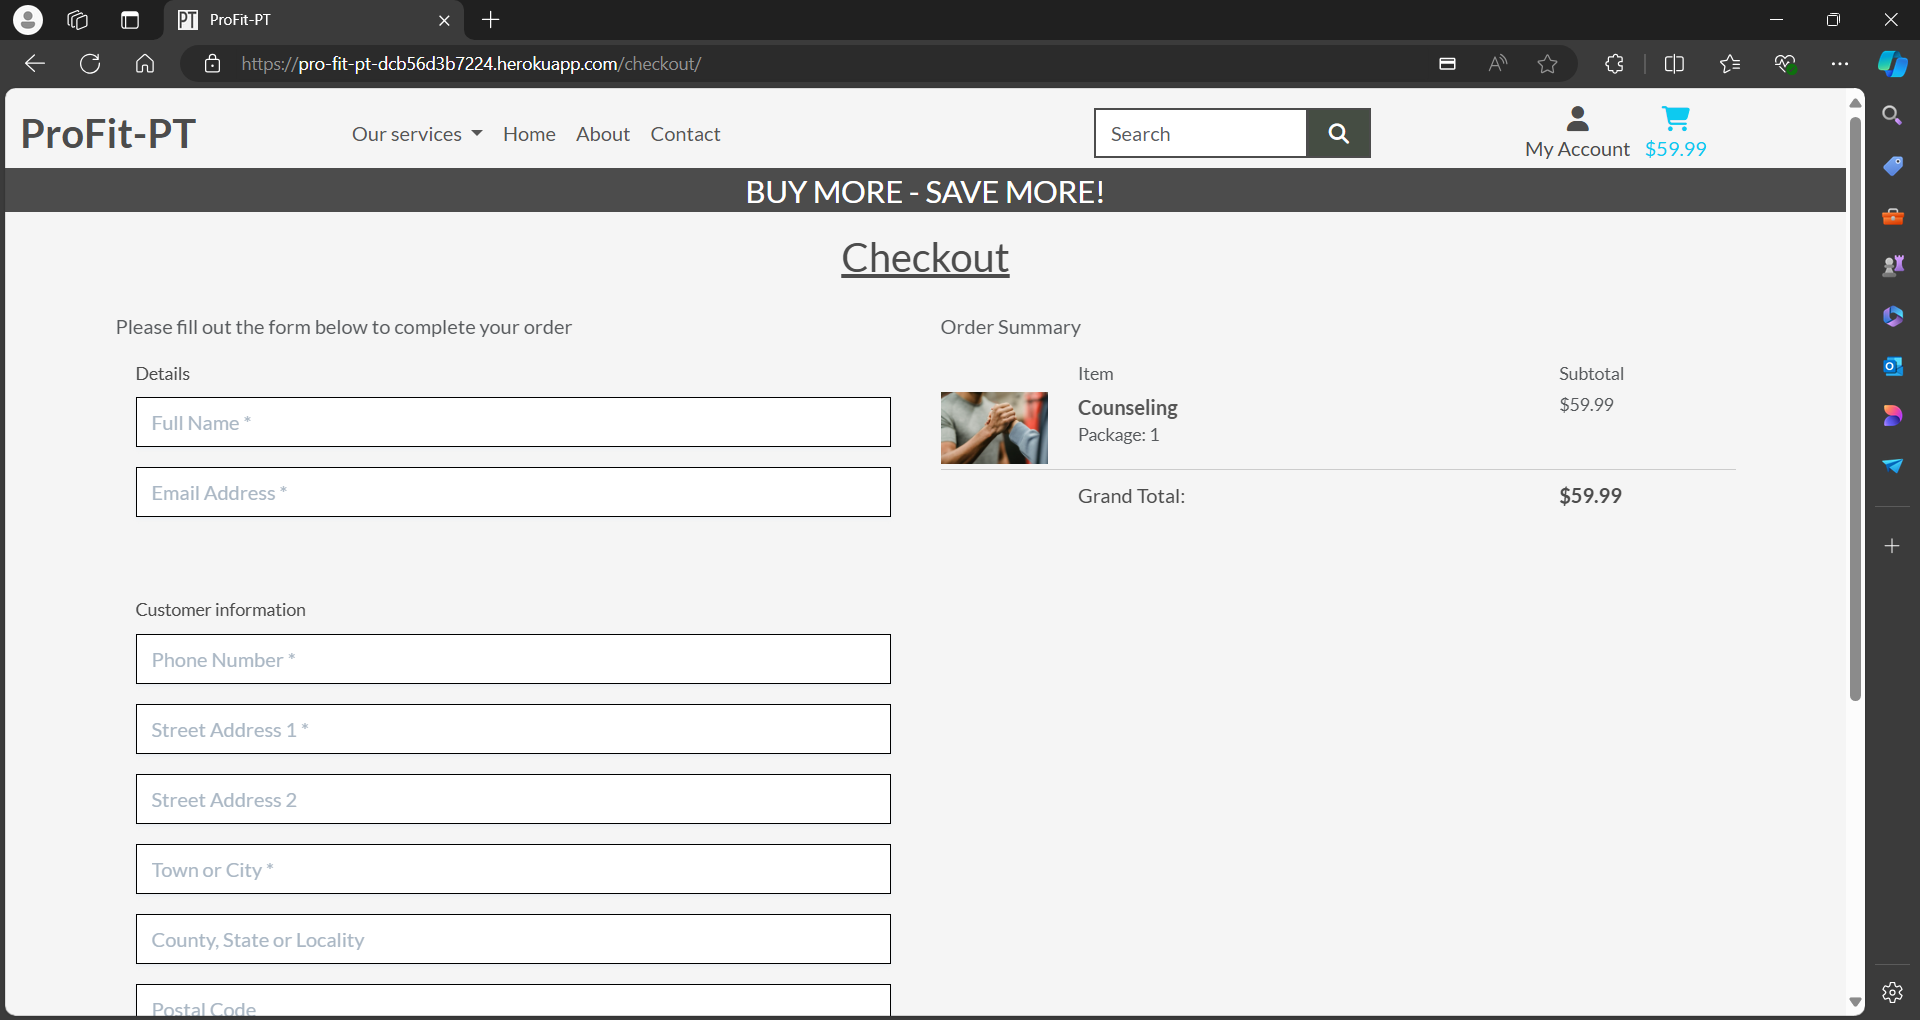 ProFit-PT
https://pro-fit-pt-dcb56d3b7224.herokuapp.com/checkout/
ProFit-PT
Our services
Home
About
Contact
Search
My Account
$59.99
BUY MORE - SAVE MORE!
Checkout
Please fill out the form below to complete your order
Details
Full Name *
Email Address *
Customer information
Phone Number *
Street Address 1 *
Street Address 2
Town or City *
County, State or Locality
Postal Code
Order Summary
Item
Subtotal
Counseling
$59.99
Package: 1
Grand Total:
$59.99